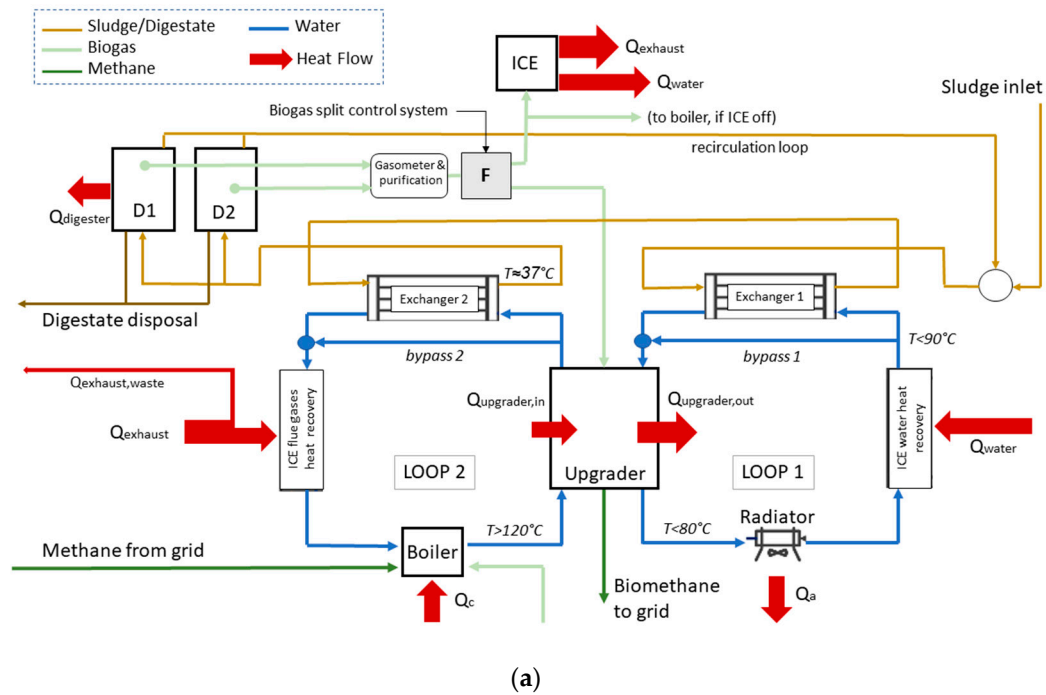 Sludge/Digestate
Water
Biogas
Heat Flow
Methane
ICE
Qexhaust
Qwater
Biogas split control system
(to boiler, if ICE off)
Sludge inlet
recirculation loop
Gasometer &
purification
F
D1
D2
Qdigester
T≈37°C
Exchanger 2
Exchanger 1
Digestate disposal
bypass 2
bypass 1
T<90°C
Qexhaust,waste
Qexhaust
ICE flue gases
heat recovery
Qupgrader,in
Qupgrader,out
ICE water heat
recovery
Qwater
LOOP 2
Upgrader
LOOP 1
T>120°C
T<80°C
Radiator
Methane from grid
Boiler
Qc
Biomethane
to grid
Qa
(a)